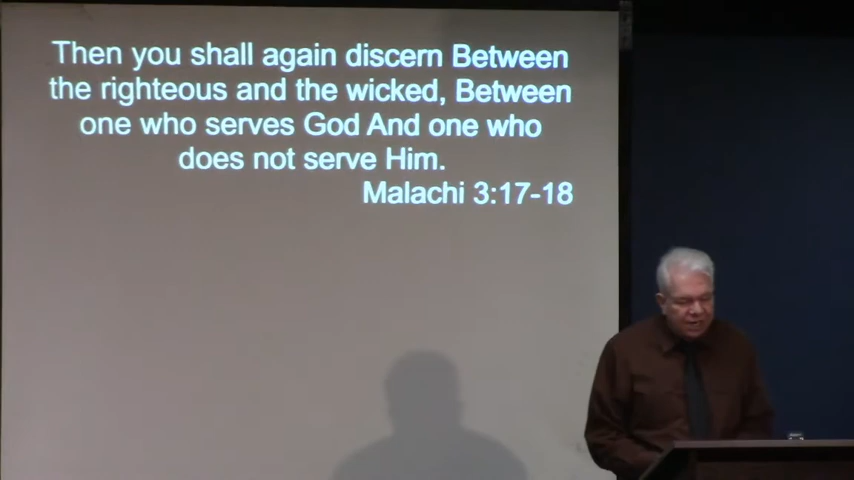 Then you shall again discern Between
the righteous and the wicked, Between
one who serves God And one who
does not serve Him.
Malachi 3:17-18